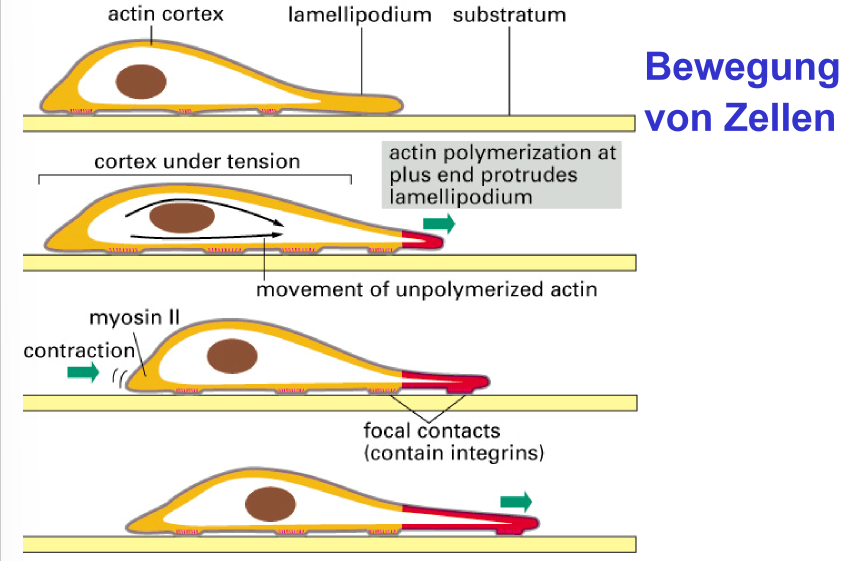 actin cortex
lamellipodium
substratum
Bewegung
von Zellen
cortex under tension
actin polymerization at
plus end protrudes
lamellipodium
movement of unpolymerized actin
myosin II
contraction
focal contacts
(contain integrins)